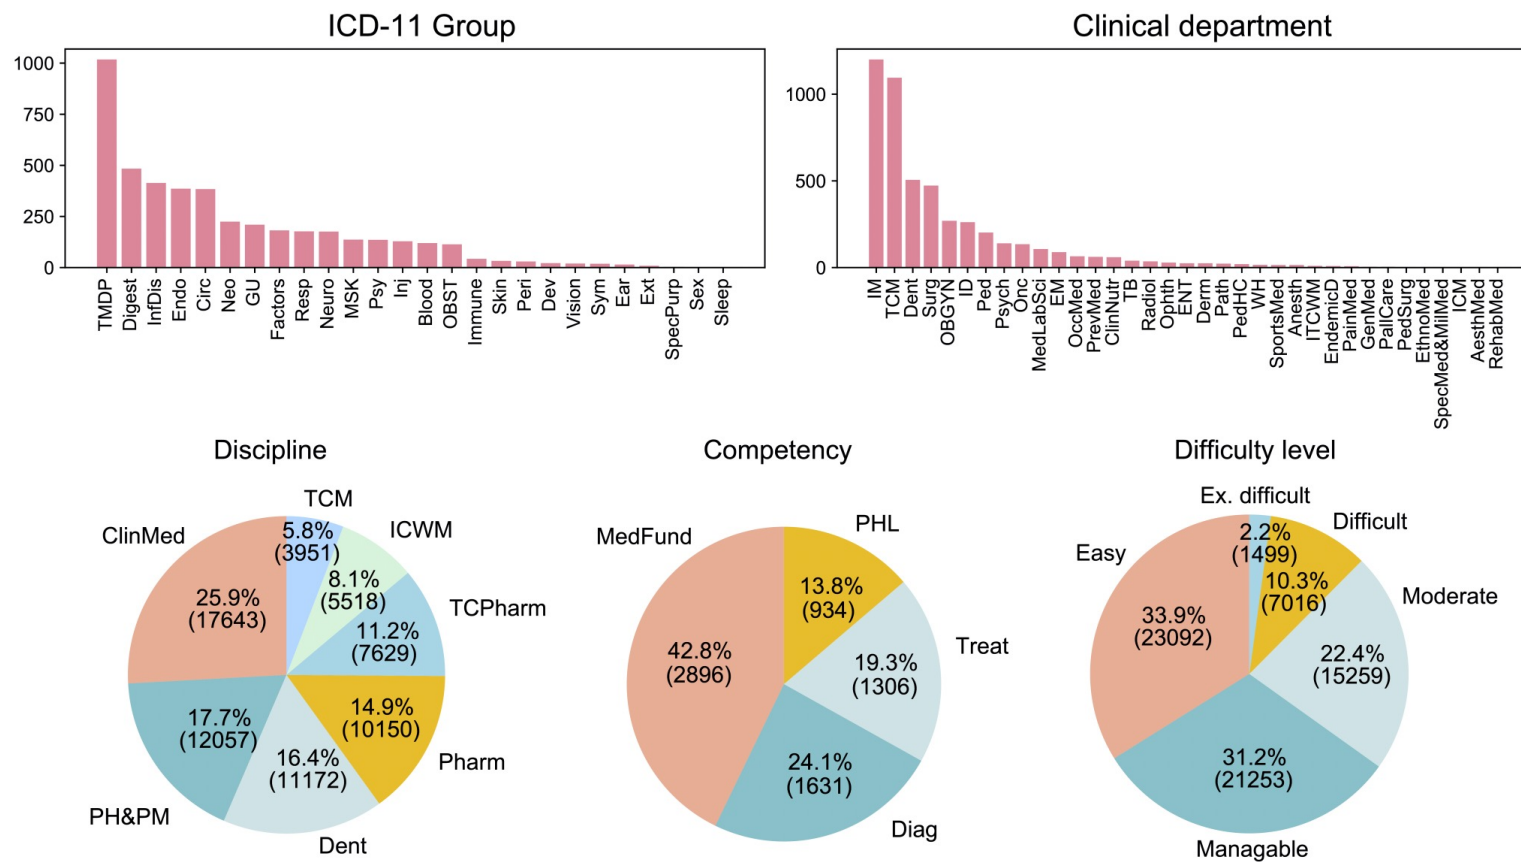 ICD-11 Group
1000
750
500
250
0
TMDP
Digest
InfDis
Endo
Circ
Neo
GU
Factors
Resp
Neuro
MSK
Psy
Inj
Blood
OBST
Immune
Skin
Peri
Dev
Vision
Sym
Ear
Ext
SpecPurp
Sex
Sleep
Clinical department
1000
500
0
IM
TCM
Dent
Surg
OBGYN
ID
Ped
Psych
Onc
MedLabSci
EM
OccMed
PrevMed
ClinNutr
TB
Radiol
Ophth
ENT
Derm
Path
PedHC
WH
SportsMed
Anesth
ITCWM
EndemicD
PainMed
GenMed
PallCare
PedSurg
EthnoMed
SpecMed&MilMed
ICM
AesthMed
RehabMed
Discipline
TCM
5.8%
(3951)
ICWM
8.1%
(5518)
TCPharm
11.2%
(7629)
Pharm
14.9%
(10150)
Dent
16.4%
(11172)
PH&PM
17.7%
(12057)
ClinMed
25.9%
(17643)
Competency
PHL
13.8%
(934)
Treat
19.3%
(1306)
Diag
24.1%
(1631)
MedFund
42.8%
(2896)
Difficulty level
Ex. difficult
2.2%
(1499)
Difficult
10.3%
(7016)
Moderate
22.4%
(15259)
Managable
31.2%
(21253)
Easy
33.9%
(23092)